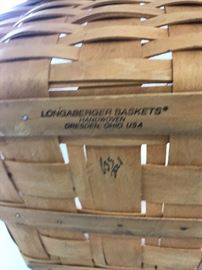 LONGABERGER BASKETS®
HANDWOVEN
DRESDEN, OHIO USA